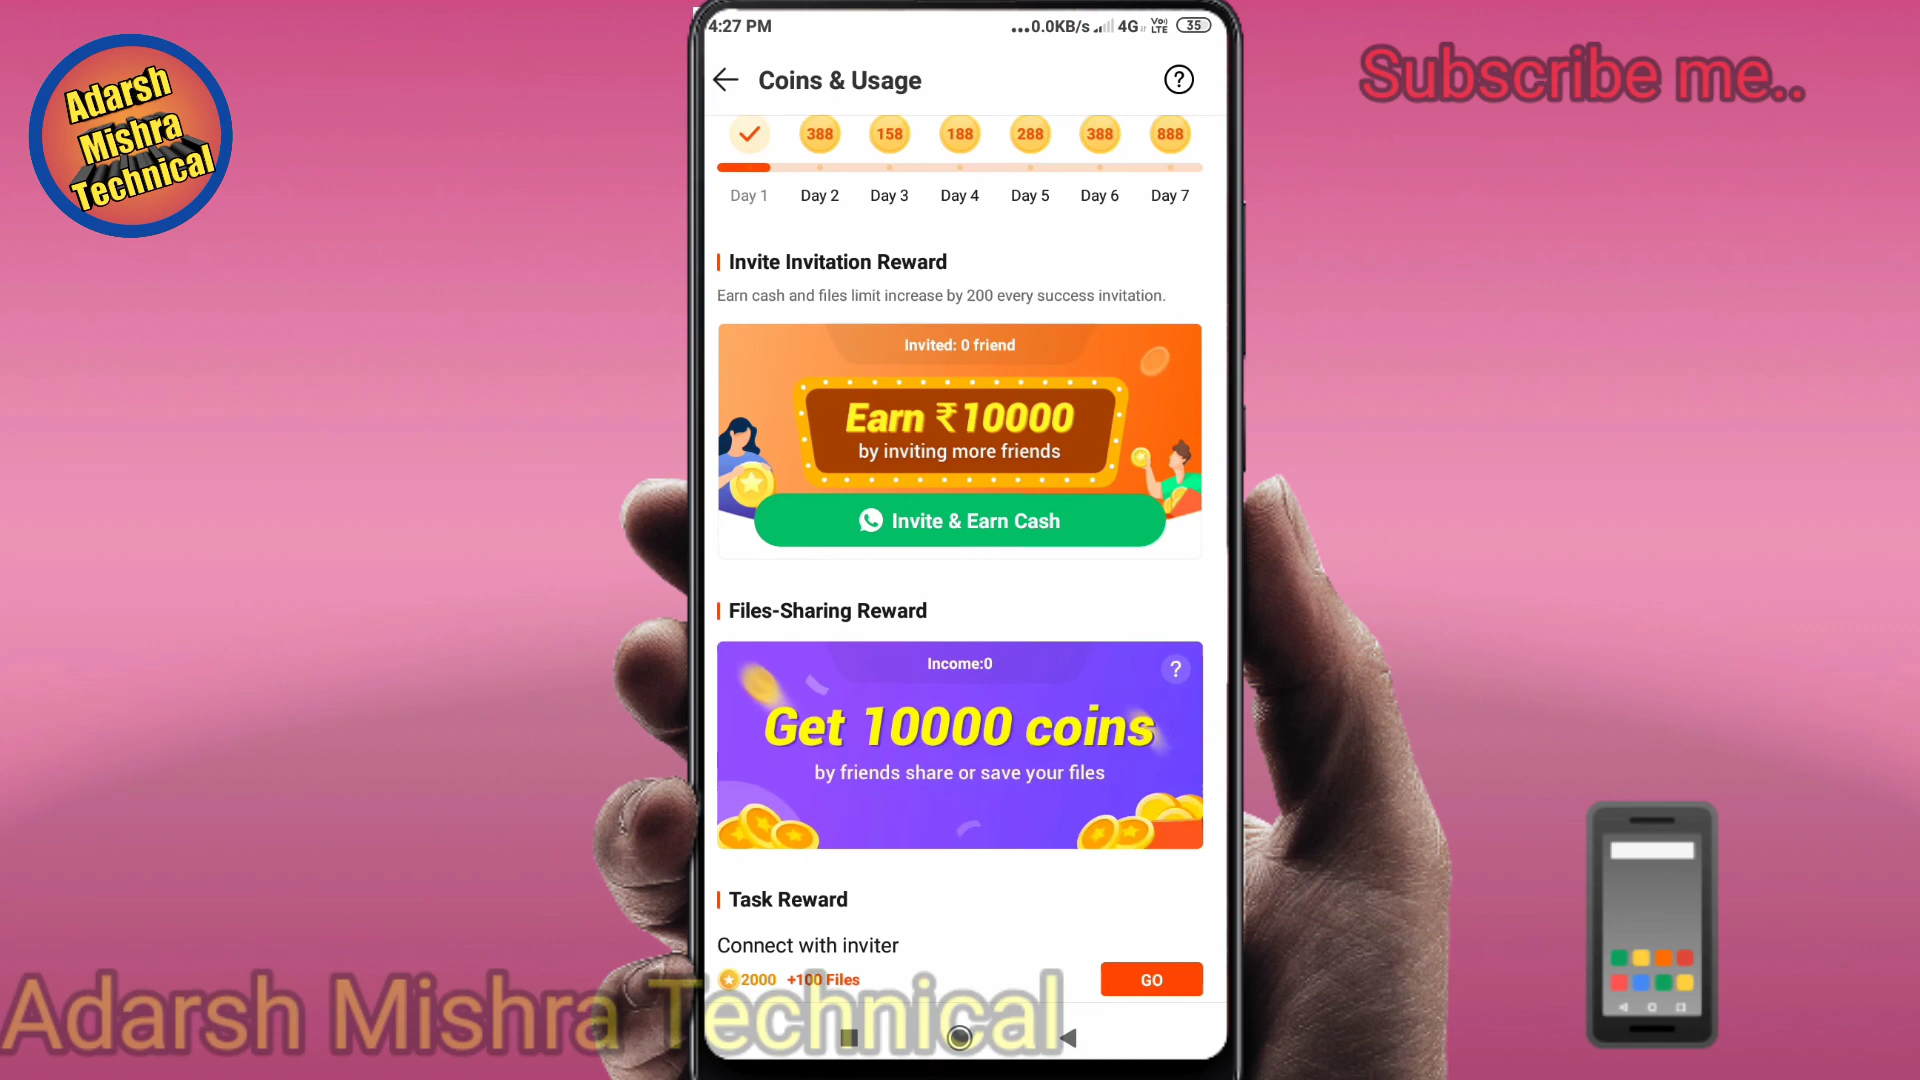 Adarsh
Mishra
Technical
Subscribe me..
4:27 PM
...0.0KB/s 4G Vo) LTE 35
Coins & Usage
?
388 158 188 288 388 888
Day 1 Day 2 Day 3 Day 4 Day 5 Day 6 Day 7
Invite Invitation Reward
Earn cash and files limit increase by 200 every success invitation.
Invited: 0 friend
Earn ₹10000
by inviting more friends
Invite & Earn Cash
Files-Sharing Reward
Income:0
?
Get 10000 coins
by friends share or save your files
Task Reward
Connect with inviter
2000 +100 Files
GO
Adarsh Mishra Technical